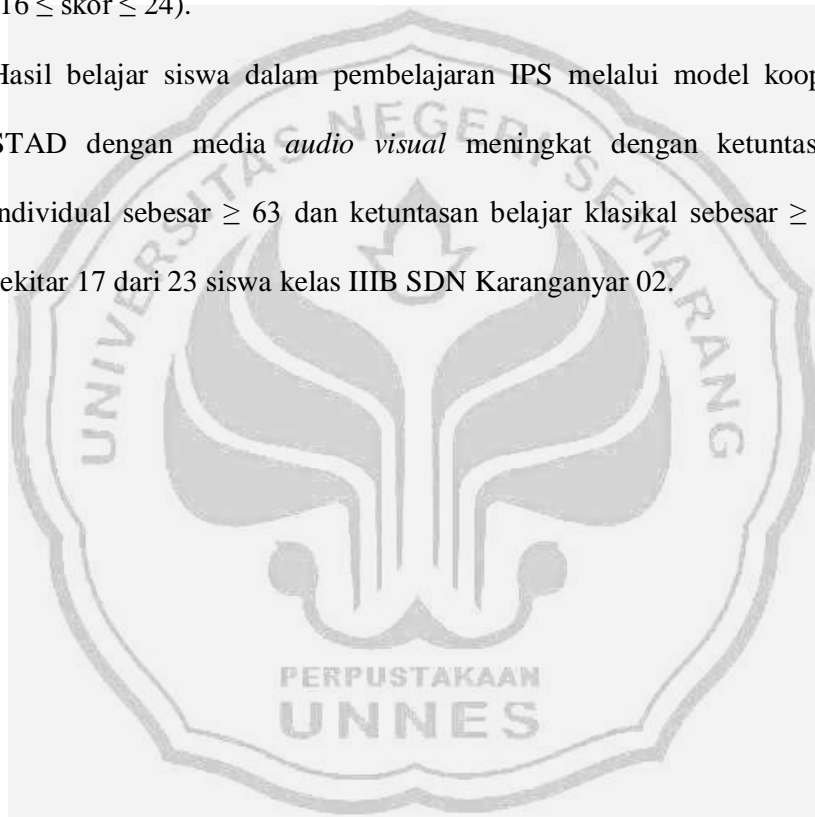 16 ≤ skor ≤ 24).
Hasil belajar siswa dalam pembelajaran IPS melalui model koop
STAD dengan media audio visual meningkat dengan ketuntas
ndividual sebesar ≥ 63 dan ketuntasan belajar klasikal sebesar ≥
ekitar 17 dari 23 siswa kelas IIIB SDN Karanganyar 02.
UNIVERSITAS NEGERI SEMARANG
PERPUSTAKAAN
UNNES